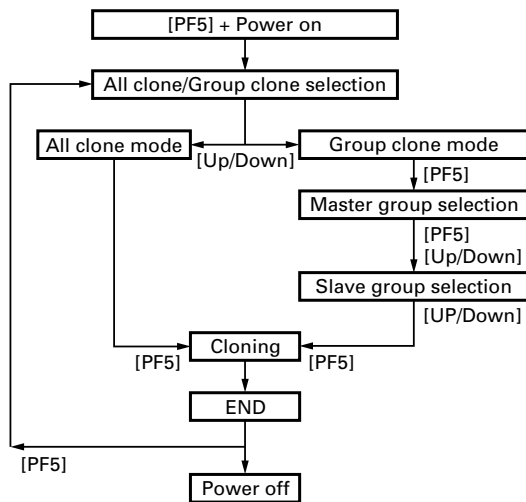 [PF5] + Power on
All clone/Group clone selection
All clone mode
[Up/Down]
Group clone mode
[PF5]
Master group selection
[PF5]
[Up/Down]
Slave group selection
[UP/Down]
Cloning
[PF5]
[PF5]
END
[PF5]
Power off